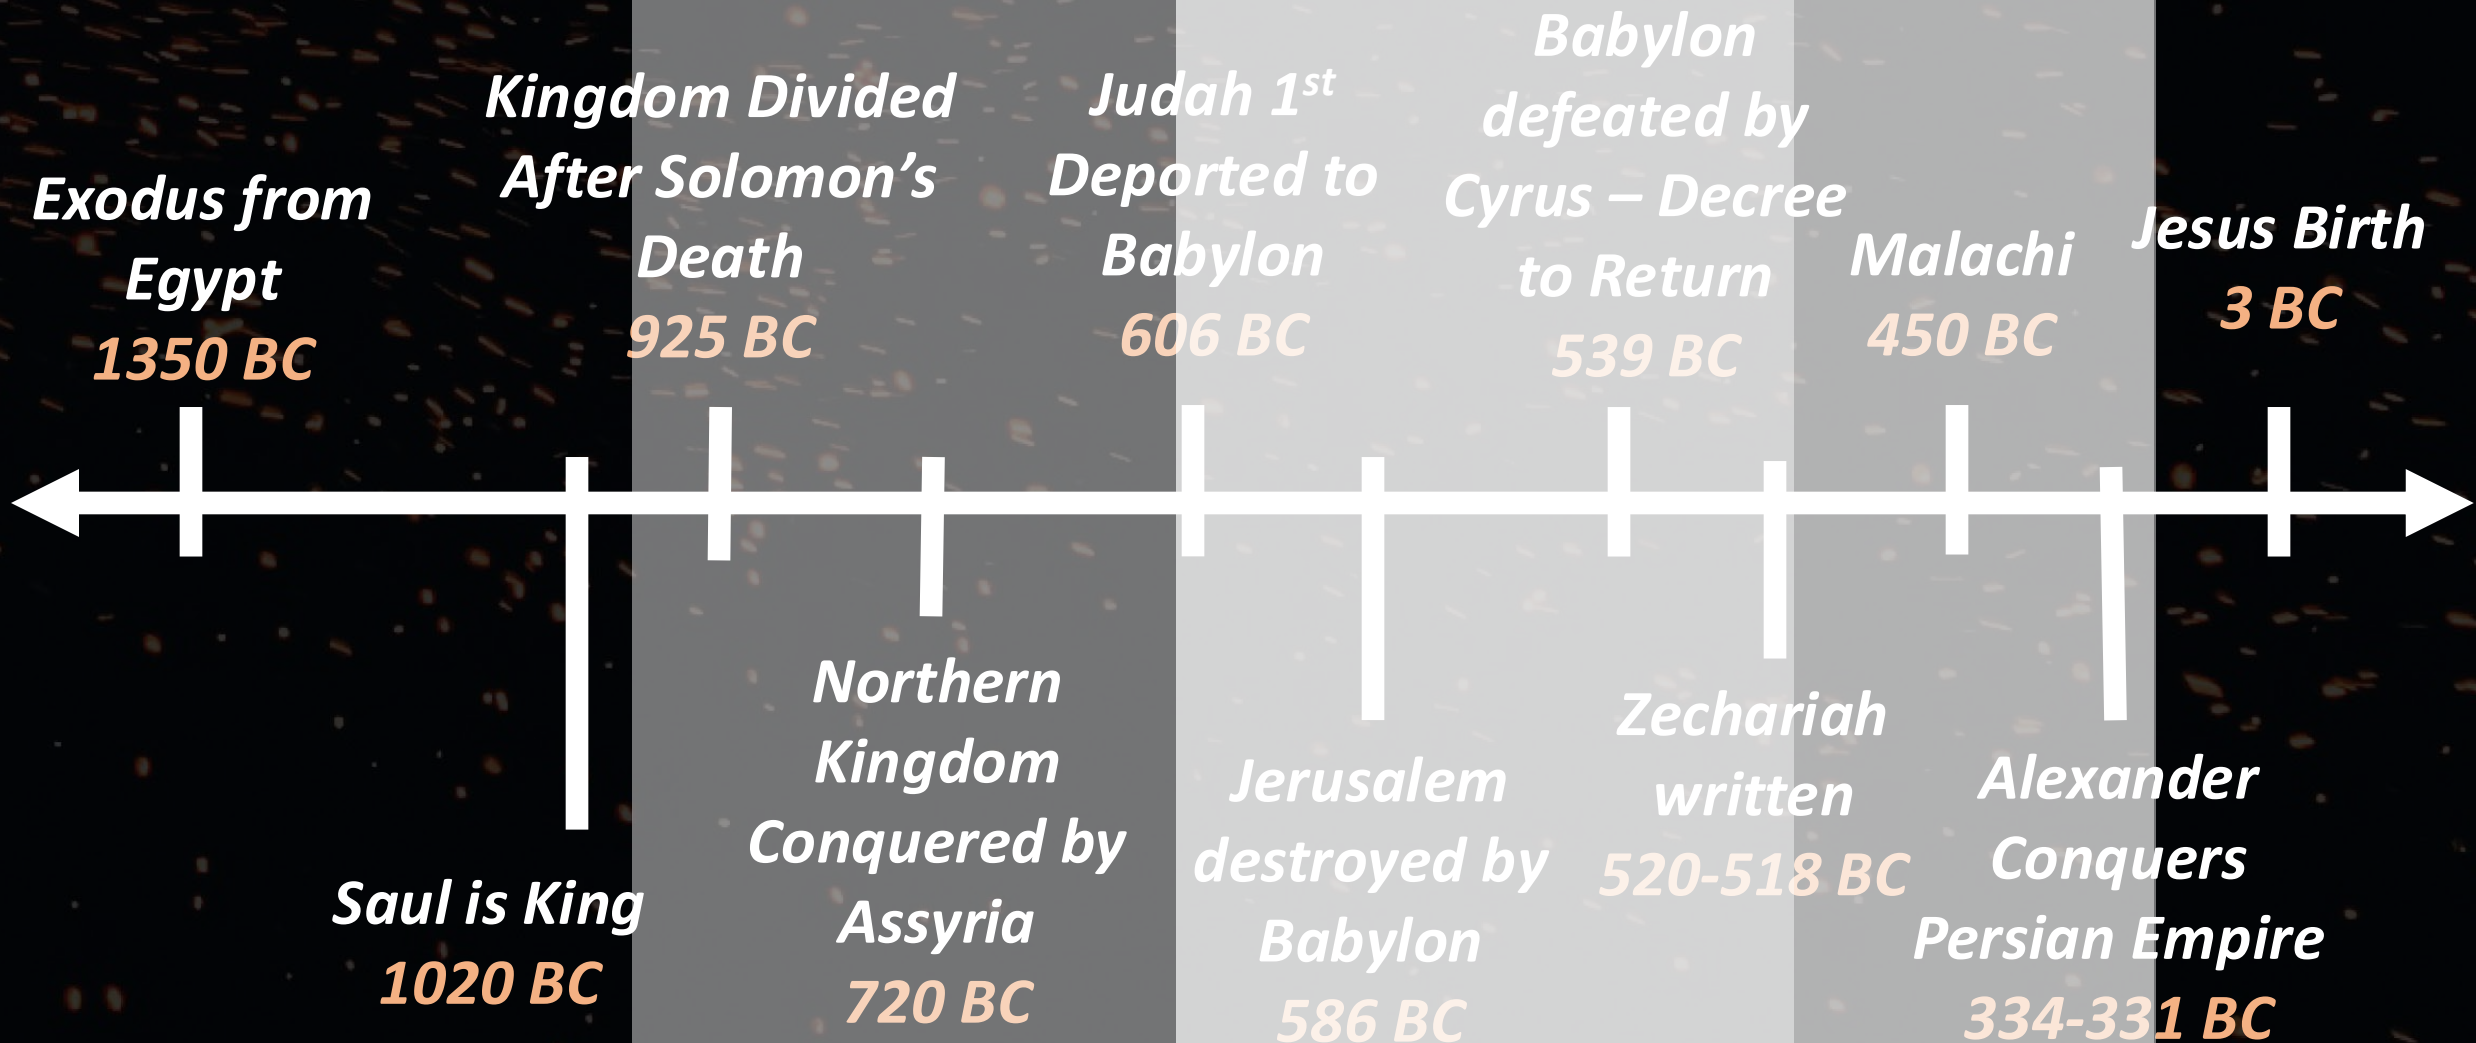 Exodus from
Egypt
1350 BC
Kingdom Divided
After Solomon’s
Death
925 BC
Judah 1st
Deported to
Babylon
606 BC
Babylon
defeated by
Cyrus – Decree
to Return
539 BC
Malachi
450 BC
Jesus Birth
3 BC
Saul is King
1020 BC
Northern
Kingdom
Conquered by
Assyria
720 BC
Jerusalem
destroyed by
Babylon
586 BC
Zechariah
written
520-518 BC
Alexander
Conquers
Persian Empire
334-331 BC